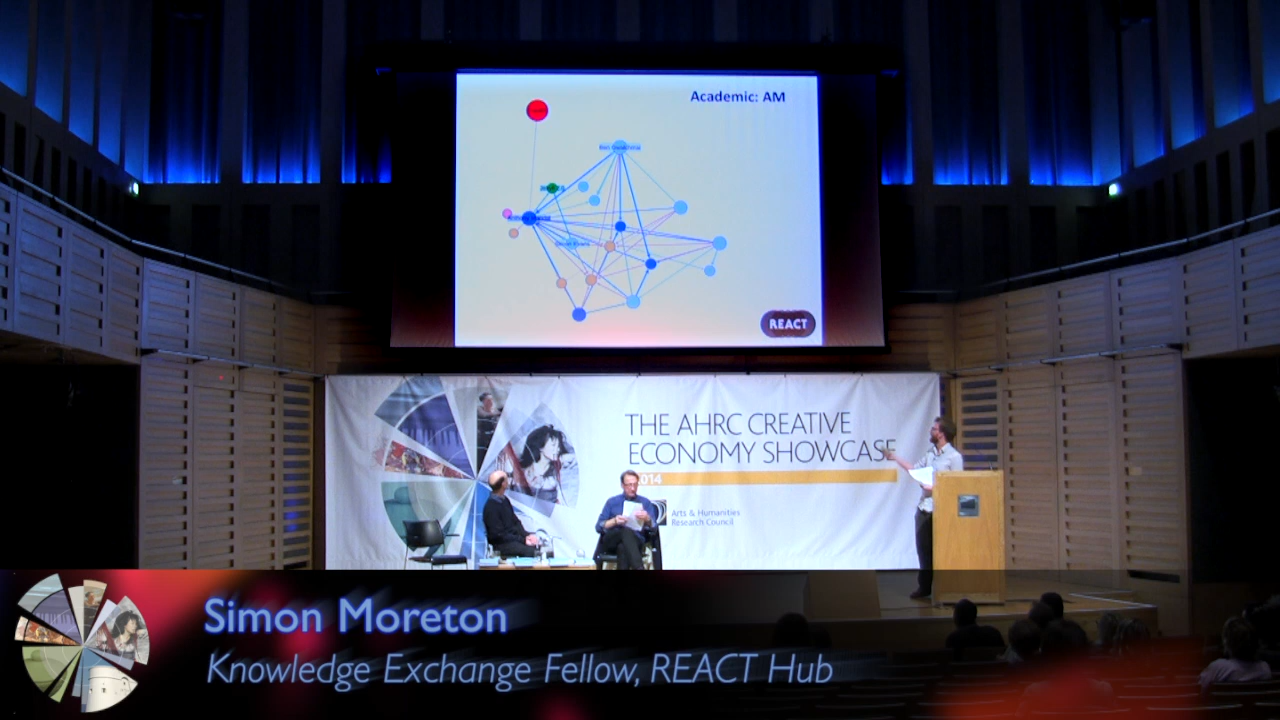 Academic: AM
REACT
THE AHRC CREATIVE
ECONOMY SHOWCASE
2014
Arts & Humanities
Research Council
Simon Moreton
Knowledge Exchange Fellow, REACT Hub